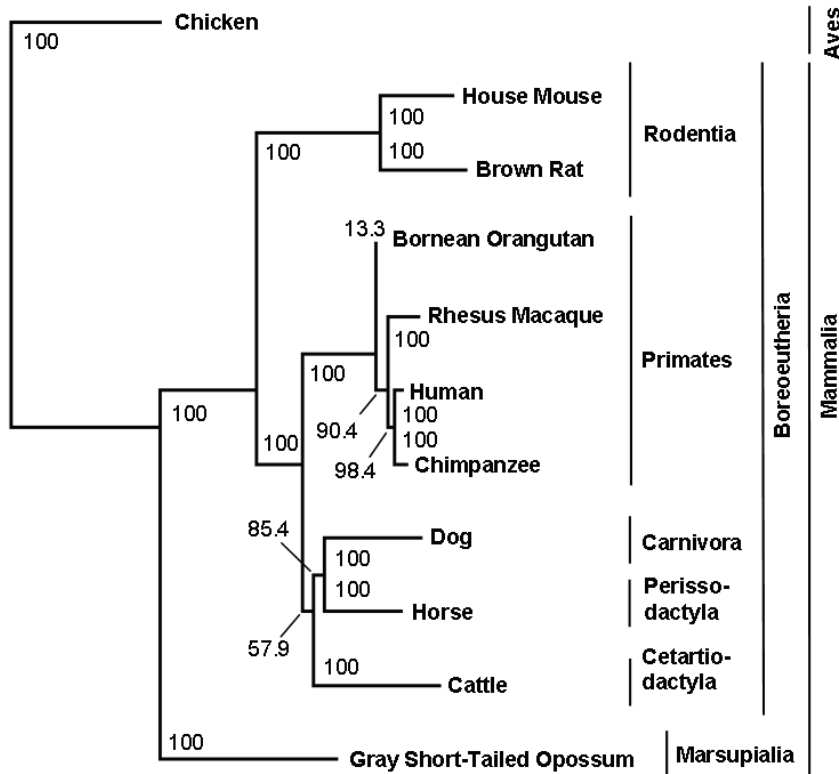 Chicken
100
Aves
House Mouse
100
100
100
Brown Rat
Rodentia
13.3
Bornean Orangutan
Rhesus Macaque
100
100
Primates
Human
100
90.4
100
100
98.4
Chimpanzee
100
Boreoeutheria
Mammalia
85.4
Dog
100
Carnivora
100
Horse
Perisso-
dactyla
57.9
100
Cattle
Cetartio-
dactyla
100
Gray Short-Tailed Opossum
Marsupialia